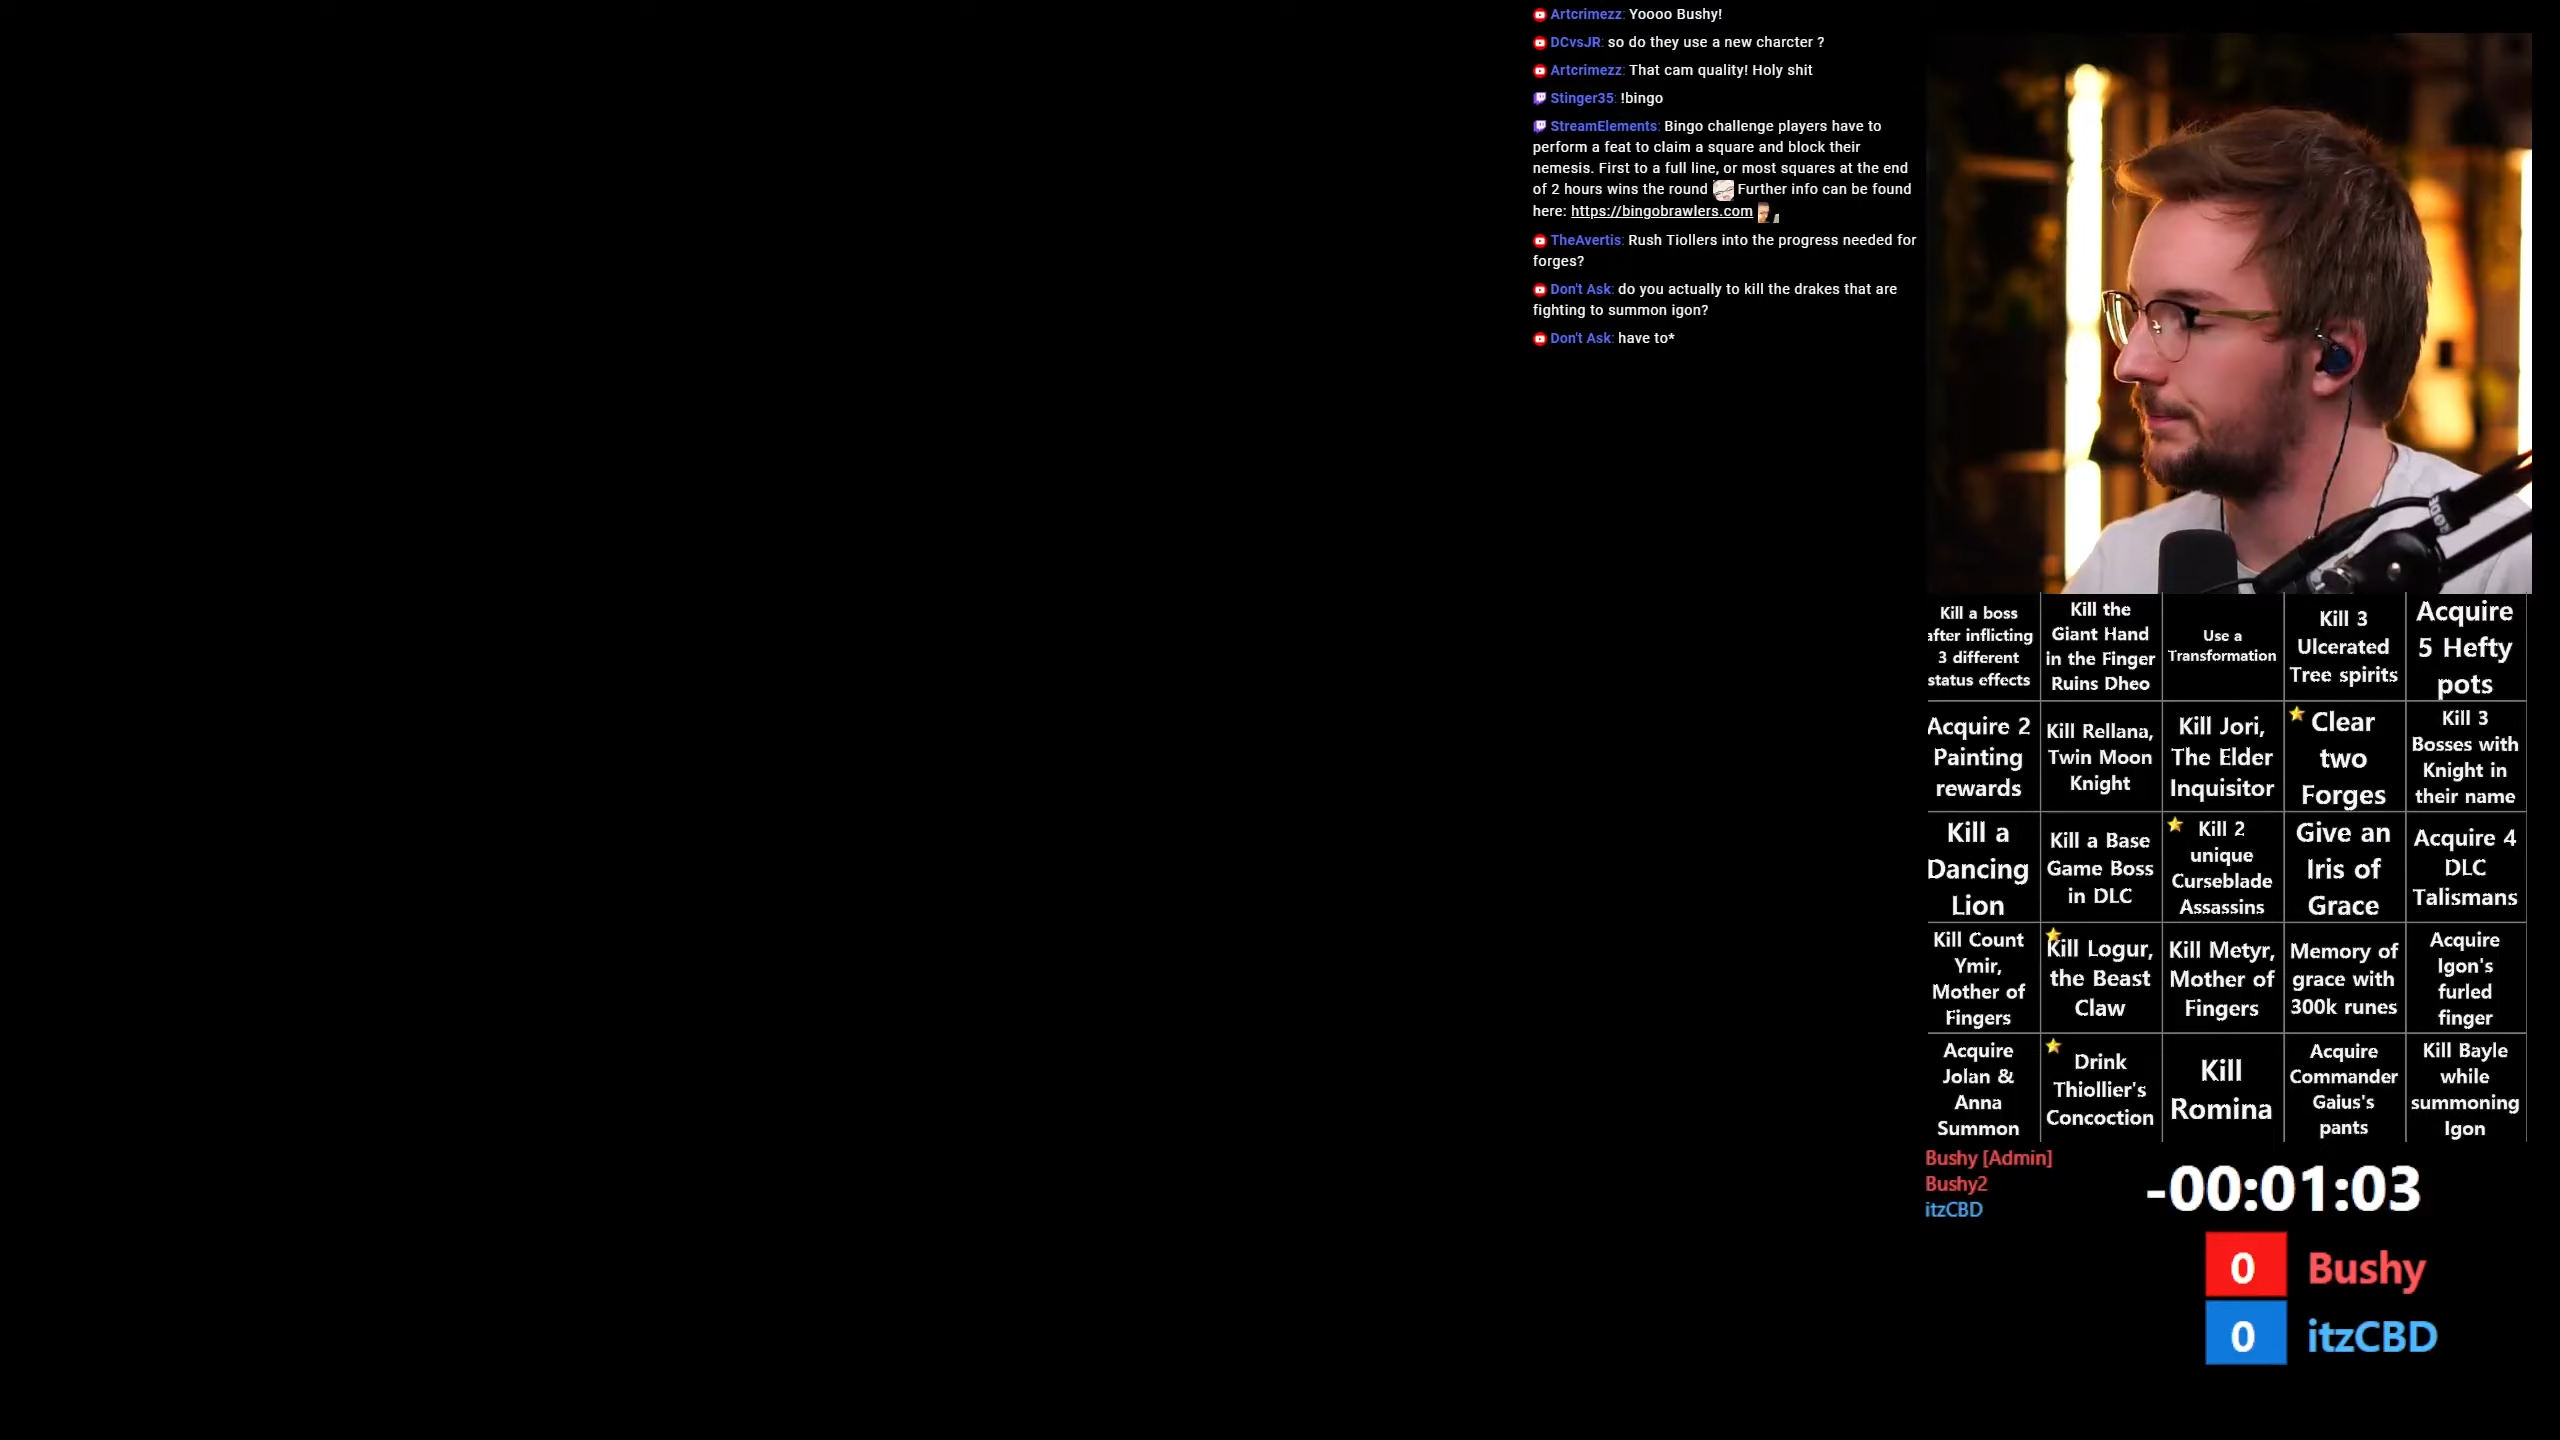 Artcrimezz: Yoooo Bushy!
DCvsJR: so do they use a new charcter ?
Artcrimezz: That cam quality! Holy shit
Stinger35: !bingo
StreamElements: Bingo challenge players have to
perform a feat to claim a square and block their
nemesis. First to a full line, or most squares at the end
of 2 hours wins the round Further info can be found
here: https://bingobrawlers.com
TheAvertis: Rush Tiollers into the progress needed for
forges?
Don't Ask: do you actually to kill the drakes that are
fighting to summon igon?
Don't Ask: have to*
Kill a boss
after inflicting
3 different
status effects
Kill the
Giant Hand
in the Finger
Ruins Dheo
Use a
Transformation
Kill 3
Ulcerated
Tree spirits
Acquire
5 Hefty
pots
Acquire 2
Painting
rewards
Kill Rellana,
Twin Moon
Knight
Kill Jori,
The Elder
Inquisitor
Clear
two
Forges
Kill 3
Bosses with
Knight in
their name
Kill a
Dancing
Lion
Kill a Base
Game Boss
in DLC
Kill 2
unique
Curseblade
Assassins
Give an
Iris of
Grace
Acquire 4
DLC
Talismans
Kill Count
Ymir,
Mother of
Fingers
Kill Logur,
the Beast
Claw
Kill Metyr,
Mother of
Fingers
Memory of
grace with
300k runes
Acquire
Igon's
furled
finger
Acquire
Jolan &
Anna
Summon
Drink
Thiollier's
Concoction
Kill
Romina
Acquire
Commander
Gaius's
pants
Kill Bayle
while
summoning
Igon
Bushy [Admin]
Bushy2
itzCBD
-00:01:03
0 Bushy
0 itzCBD